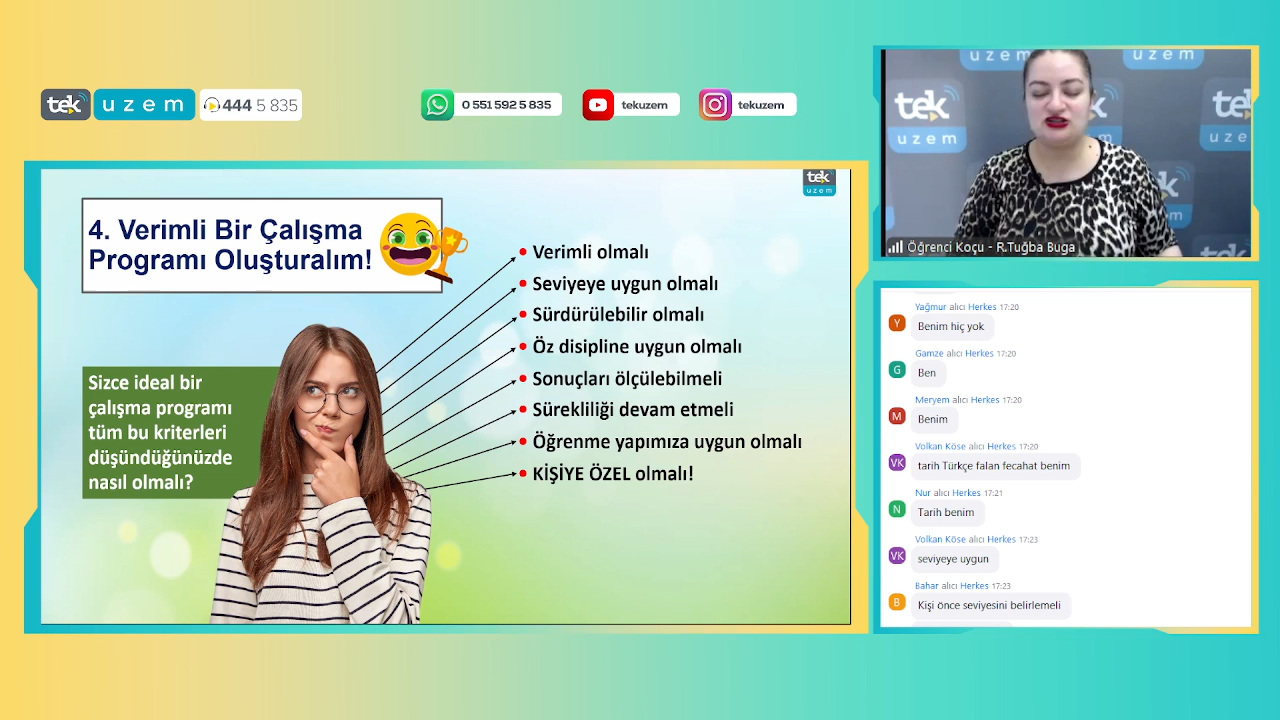 tek uzem 444 5 835
0 551 592 5 835
tekuzem
tekuzem
tek
uzem
4. Verimli Bir Çalışma
Programı Oluşturalım!
Sizce ideal bir
çalışma programı
tüm bu kriterleri
düşündüğünüzde
nasıl olmalı?
• Verimli olmalı
• Seviyeye uygun olmalı
• Sürdürülebilir olmalı
• Öz disipline uygun olmalı
• Sonuçları ölçülebilmeli
• Sürekliliği devam etmeli
• Öğrenme yapımıza uygun olmalı
• KİŞİYE ÖZEL olmalı!
uzem
uzem
tek
uzem
Öğrenci Koçu - R.Tuğba Buga
Yağmur alıcı Herkes 17:20
Y
Benim hiç yok
Gamze alıcı Herkes 17:20
G
Ben
Meryem alıcı Herkes 17:20
M
Benim
Volkan Köse alıcı Herkes 17:20
VK
tarih Türkçe falan fecahat benim
Nur alıcı Herkes 17:21
N
Tarih benim
Volkan Köse alıcı Herkes 17:23
VK
seviyeye uygun
Bahar alıcı Herkes 17:23
B
Kişi önce seviyesini belirlemeli